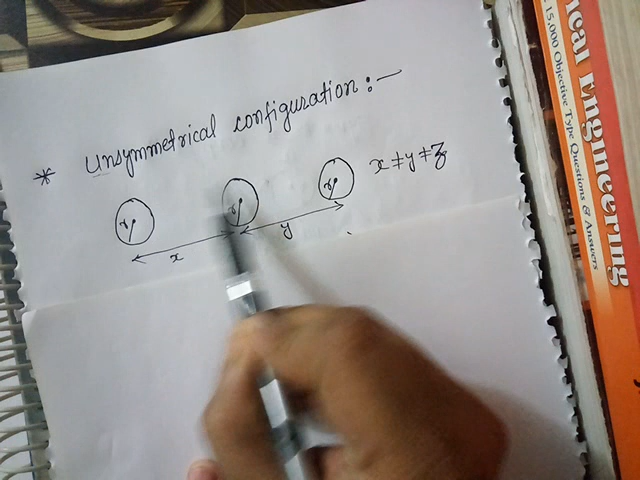 * Unsymmetrical configuration :-
r r r x≠y≠z
x y
ical Engineering
15,000 Objective Type Questions & Answers